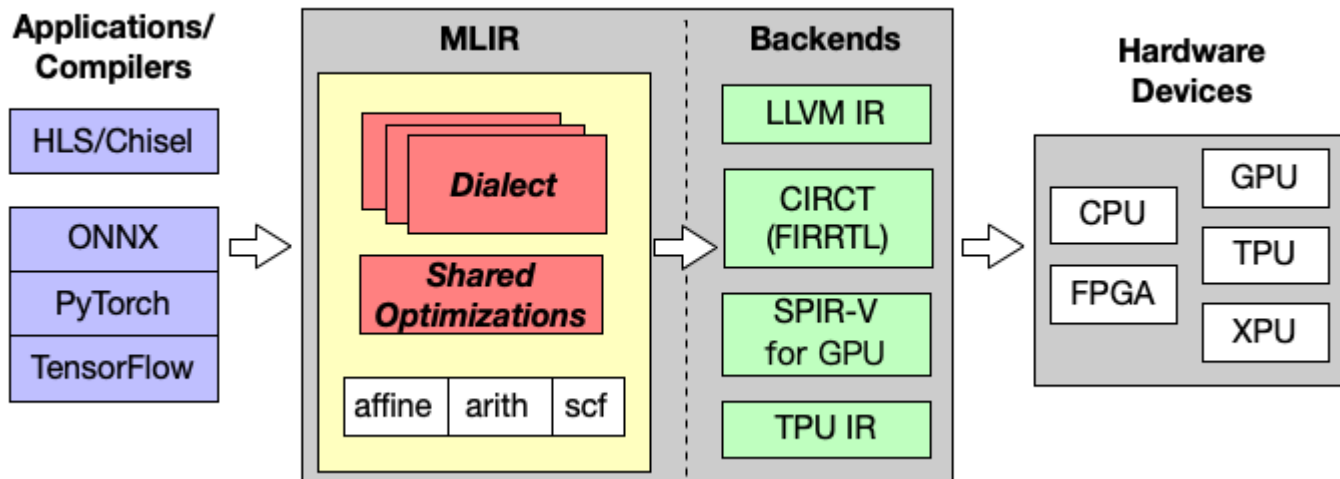 Applications/
Compilers
HLS/Chisel
ONNX
PyTorch
TensorFlow
MLIR
Dialect
Shared
Optimizations
affine
arith
scf
Backends
LLVM IR
CIRCT
(FIRRTL)
SPIR-V
for GPU
TPU IR
Hardware
Devices
CPU
FPGA
GPU
TPU
XPU